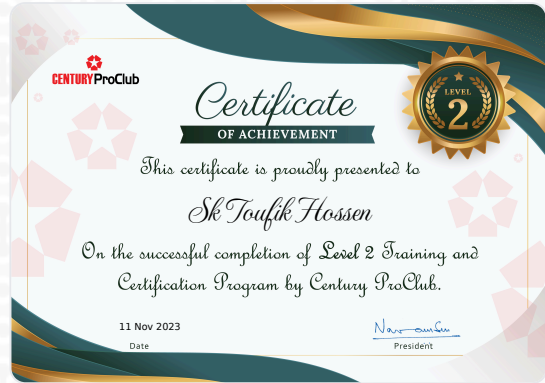 CENTURY ProClub
Certificate
OF ACHIEVEMENT
LEVEL
2
This certificate is proudly presented to
Sk Toufik Hossen
On the successful completion of Level 2 Training and
Certification Program by Century ProClub.
11 Nov 2023
Date
President